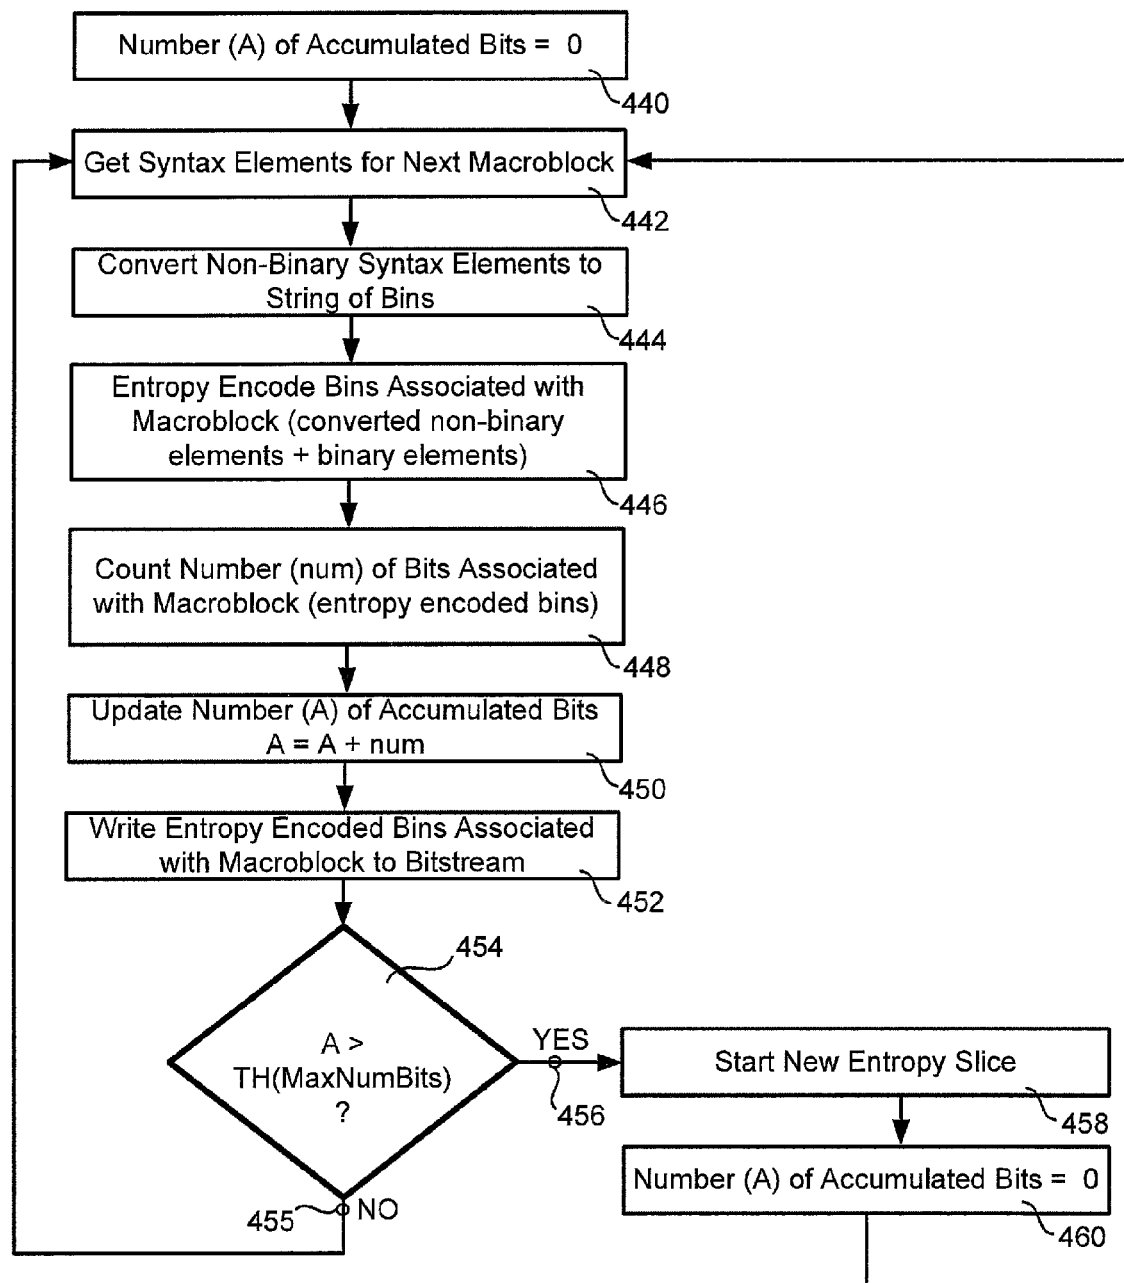 Number (A) of Accumulated Bits = 0
440
Get Syntax Elements for Next Macroblock
442
Convert Non-Binary Syntax Elements to
String of Bins
444
Entropy Encode Bins Associated with
Macroblock (converted non-binary
elements + binary elements)
446
Count Number (num) of Bits Associated
with Macroblock (entropy encoded bins)
448
Update Number (A) of Accumulated Bits
A = A + num
450
Write Entropy Encoded Bins Associated
with Macroblock to Bitstream
452
454
A >
TH(MaxNumBits)
?
YES
456
Start New Entropy Slice
458
Number (A) of Accumulated Bits = 0
460
455
NO